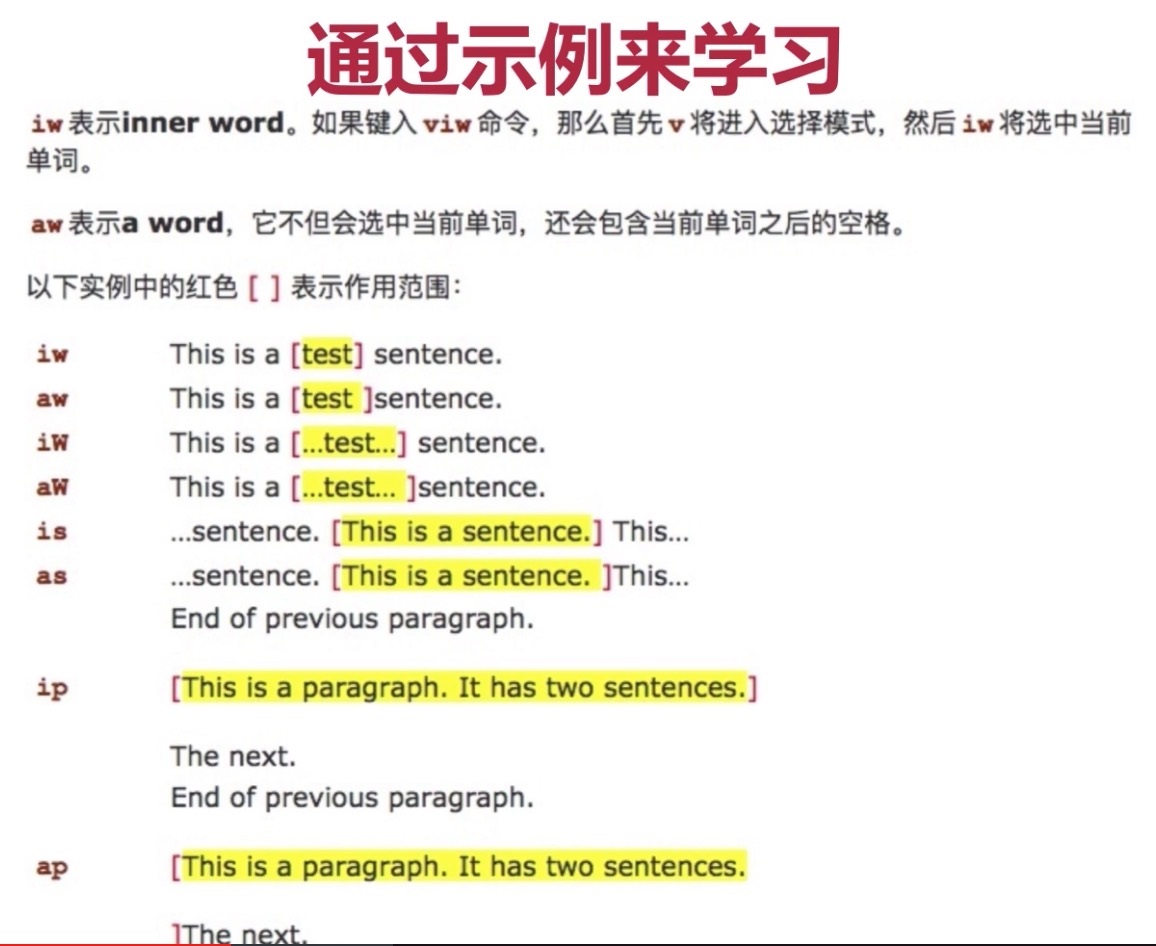 通过示例来学习
iw 表示inner word。如果键入 viw 命令，那么首先 v 将进入选择模式，然后 iw 将选中当前
单词。
aw 表示a word，它不但会选中当前单词，还会包含当前单词之后的空格。
以下实例中的红色 [ ] 表示作用范围：
iw This is a [test] sentence.
aw This is a [test ]sentence.
iW This is a [...test...] sentence.
aW This is a [...test... ]sentence.
is ...sentence. [This is a sentence.] This...
as ...sentence. [This is a sentence. ]This...
End of previous paragraph.
ip [This is a paragraph. It has two sentences.]
The next.
End of previous paragraph.
ap [This is a paragraph. It has two sentences.
]The next.